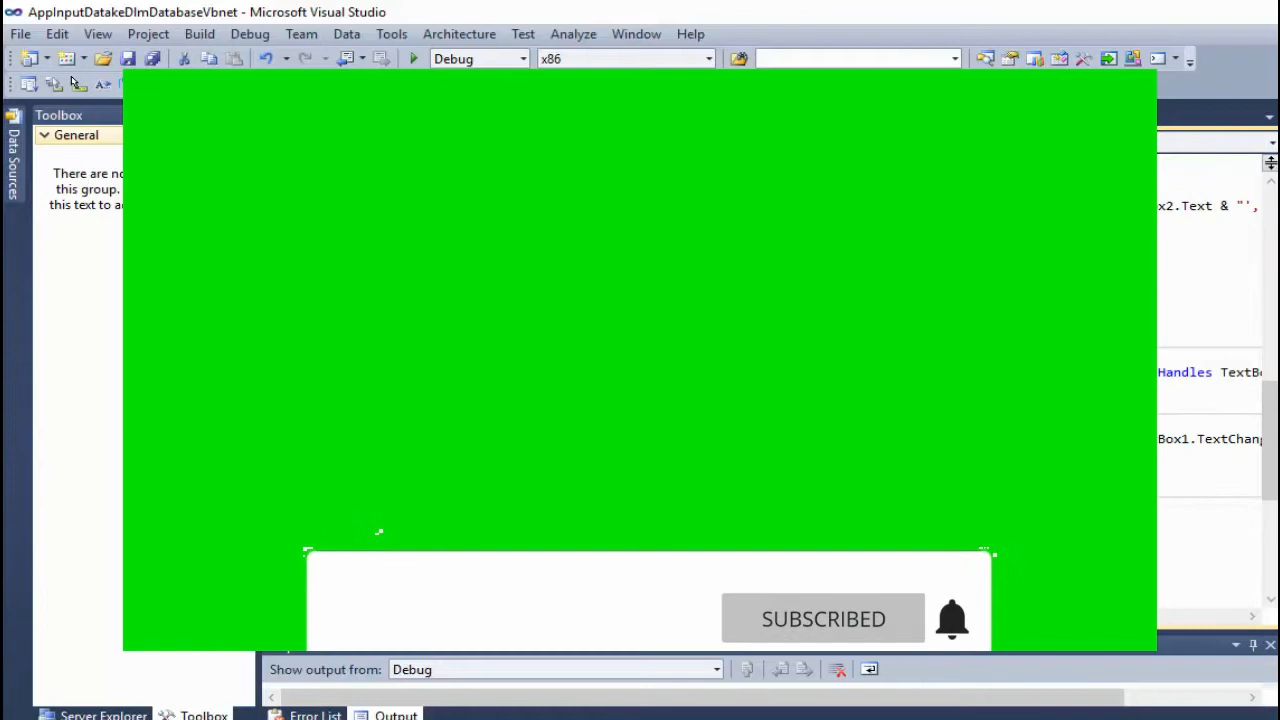 AppInputDatakeDlmDatabaseVbnet - Microsoft Visual Studio
File Edit View Project Build Debug Team Data Tools Architecture Test Analyze Window Help
Debug x86
Toolbox
General
Data Sources
There are no
this group.
this text to a
x2.Text & "',
Handles TextBo
Box1.TextChang
SUBSCRIBED
Show output from: Debug
Server Explorer Toolbox Error List Output